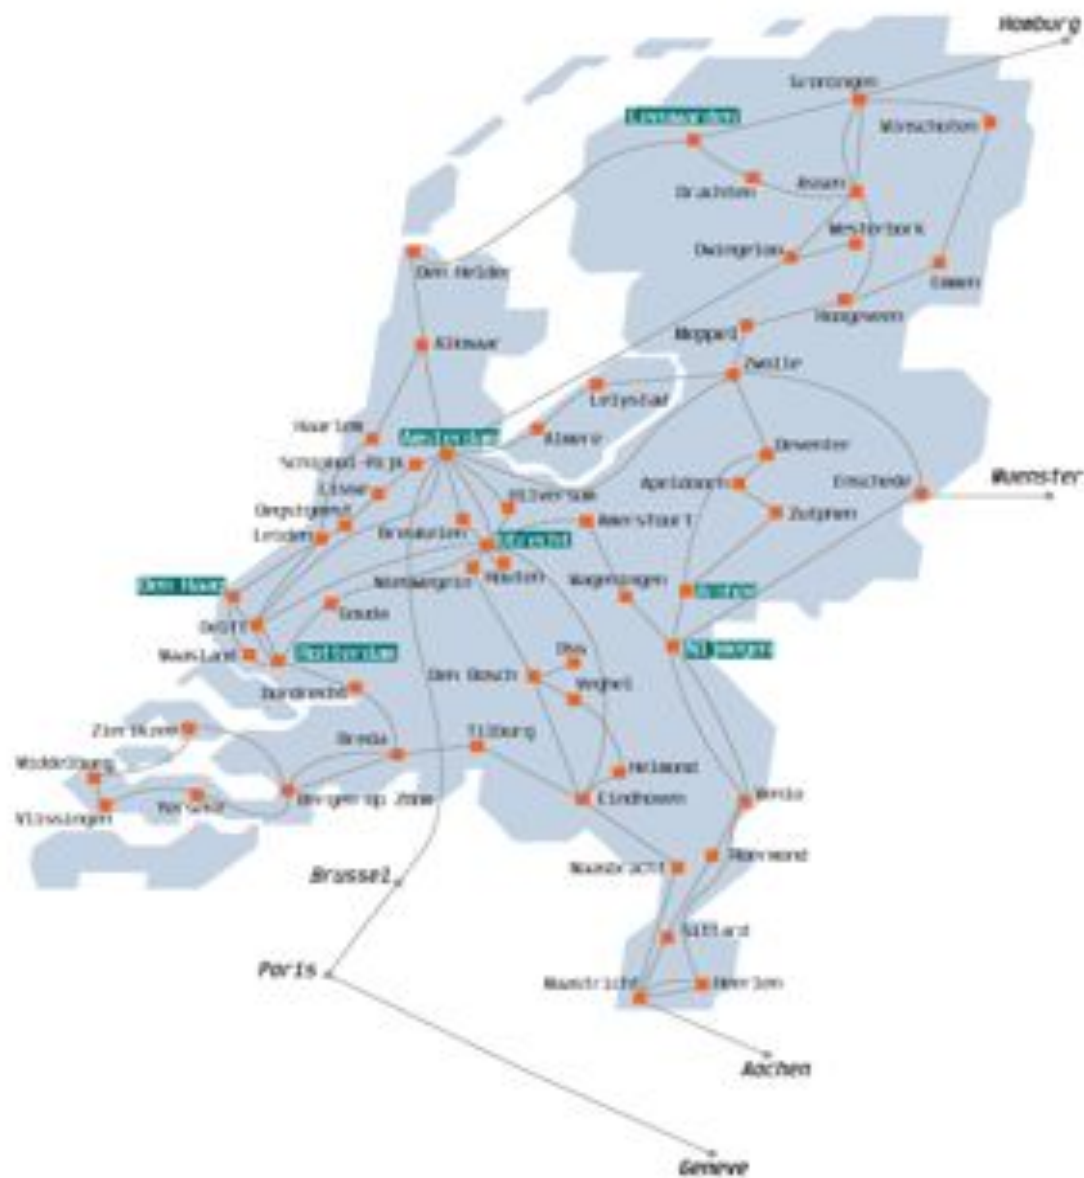 Hamburg
Groningen
Leeuwarden
Winschoten
Drachten
Assen
Westerbork
Dwingeloo
Den Helder
Emmen
Hoogeveen
Meppel
Alkmaar
Zwolle
Lelystad
Haarlem
Amsterdam
Almere
Deventer
Schiphol-Rijk
Apeldoorn
Enschede
Muenster
Lisse
Hilversum
Oegstgeest
Zutphen
Amersfoort
Leiden
Breukelen
Utrecht
Nieuwegein
Houten
Wageningen
Den Haag
Arnhem
Gouda
Delft
Nijmegen
Maasland
Rotterdam
Oss
Den Bosch
Veghel
Dordrecht
Zierikzee
Tilburg
Breda
Middelburg
Helmond
Bergen op Zoom
Eindhoven
Venlo
Vlissingen
Roermond
Maasbracht
Brussel
Sittard
Paris
Maastricht
Heerlen
Aachen
Geneve